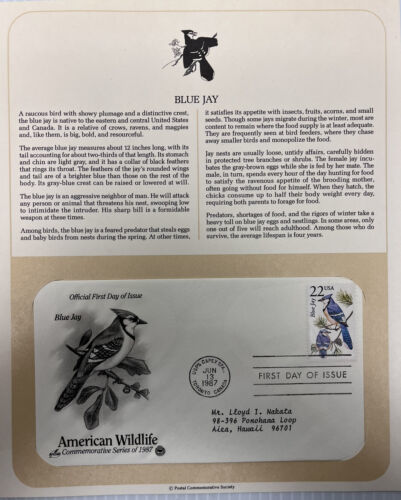 BLUE JAY
A raucous bird with showy plumage and a distinctive crest,
the blue jay is native to the eastern and central United States
and Canada. It is a relative of crows, ravens, and magpies
and, like them, is big, bold, and resourceful.
The average blue jay measures about 12 inches long, with its
tail accounting for about two-thirds of that length. Its stomach
and chin are light gray, and it has a collar of black feathers
that rings its throat. The feathers of the jay's rounded wings
and tail are of a brighter blue than those on the rest of the
body. Its gray-blue crest can be raised or lowered at will.
The blue jay is an aggressive neighbor of man. He will attack
any person or animal that threatens his nest, swooping low
to intimidate the intruder. His sharp bill is a formidable
weapon at these times.
Among birds, the blue jay is a feared predator that steals eggs
and baby birds from nests during the spring. At other times,
it satisfies its appetite with insects, fruits, acorns, and small
seeds. Though some jays migrate during the winter, most are
content to remain where the food supply is at least adequate.
They are frequently seen at bird feeders, where they chase
away smaller birds and monopolize the food.
Jay nests are usually loose, untidy affairs, carefully hidden
in protected tree branches or shrubs. The female jay incu-
bates the gray-brown eggs while she is fed by her mate. The
male, in turn, spends every hour of the day hunting for food
to satisfy the ravenous appetite of the brooding mother,
often going without food for himself. When they hatch, the
chicks consume up to half their body weight every day,
requiring both parents to forage for food.
Predators, shortages of food, and the rigors of winter take a
heavy toll on blue jay eggs and nestlings. In some areas, only
one out of five will reach adulthood. Among those who do
survive, the average lifespan is four years.
Official First Day of Issue
Blue Jay
22 USA
Blue Jay
JUN
13
1987
TORONTO CANADA
FIRST DAY OF ISSUE
Mr. Lloyd I. Nakata
98-396 Ponohana Loop
Aiea, Hawaii 96701
American Wildlife
Commemorative Series of 1987
© Postal Commemorative Society